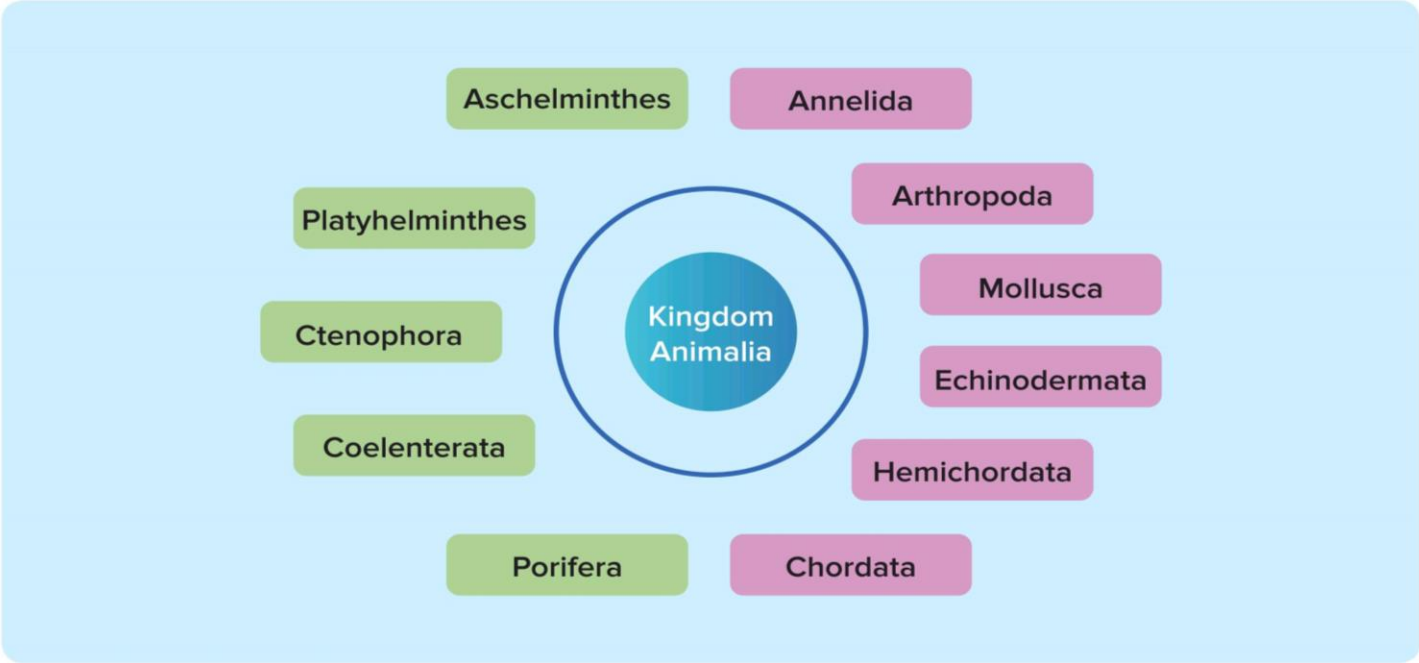 Aschelminthes
Annelida
Arthropoda
Platyhelminthes
Mollusca
Kingdom
Animalia
Ctenophora
Echinodermata
Coelenterata
Hemichordata
Porifera
Chordata